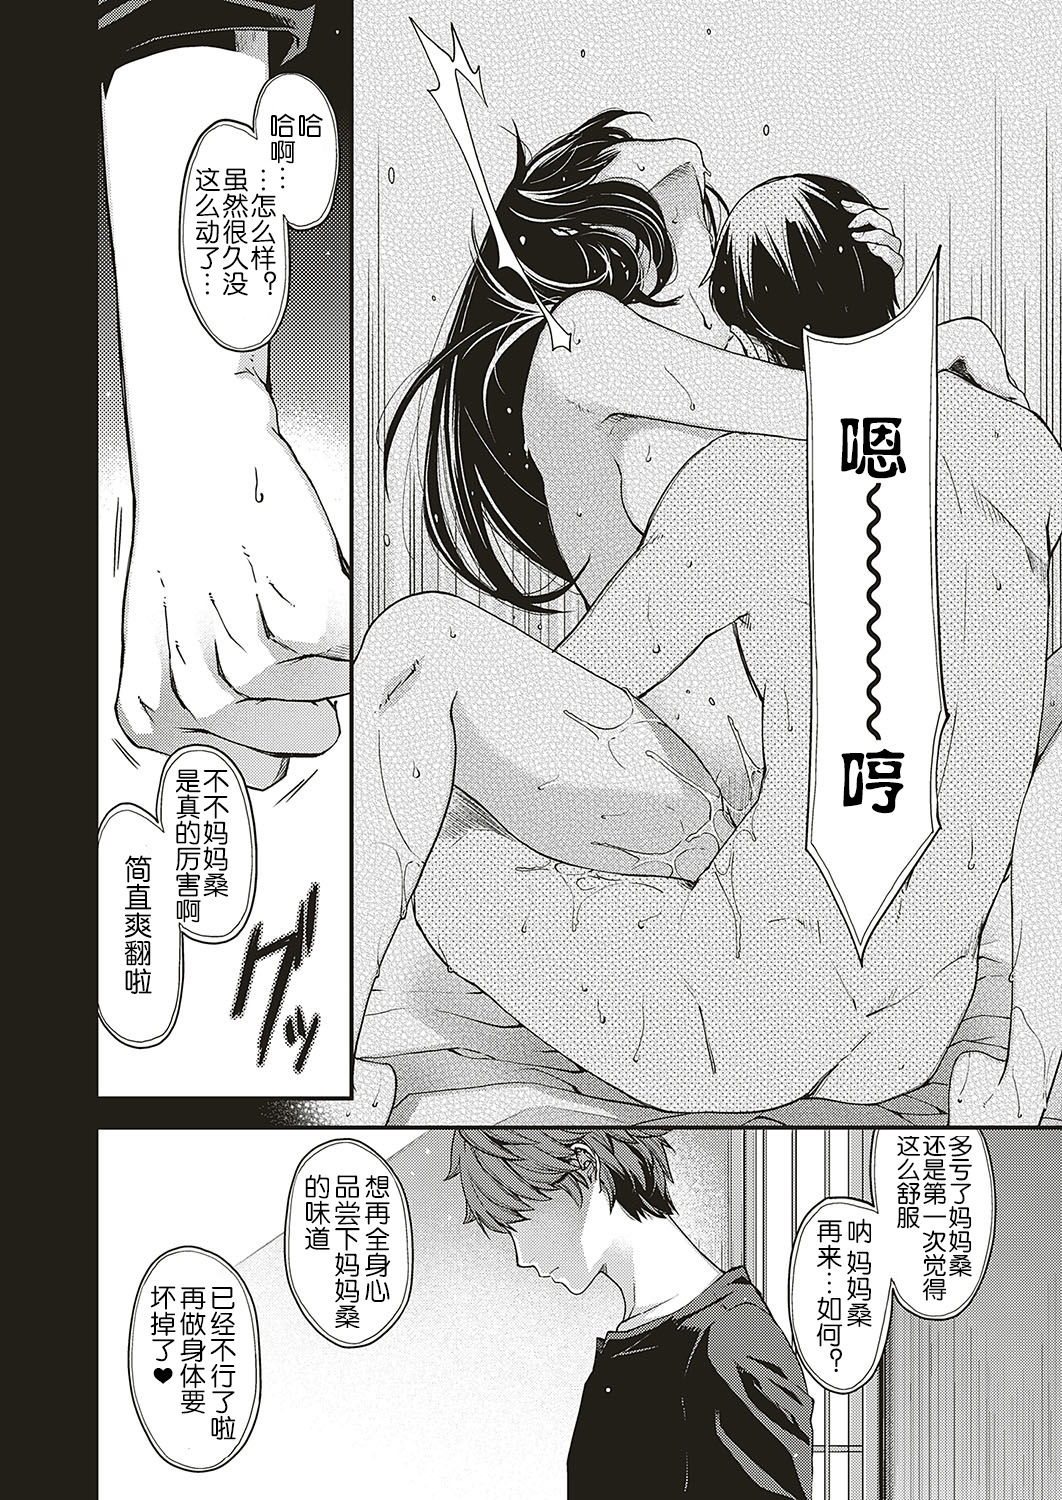 嗯～～～～～哼
哈
哈啊…
…怎么样？
虽然很久没
这么动了…
不不妈妈桑
是真的厉害啊
简直爽翻啦
グッ
多亏了妈妈桑
还是第一次觉得
这么舒服
呐 妈妈桑
再来…如何？
想再全身心
品尝下妈妈桑
的味道
已经不行了啦
再做身体要
坏掉了♥